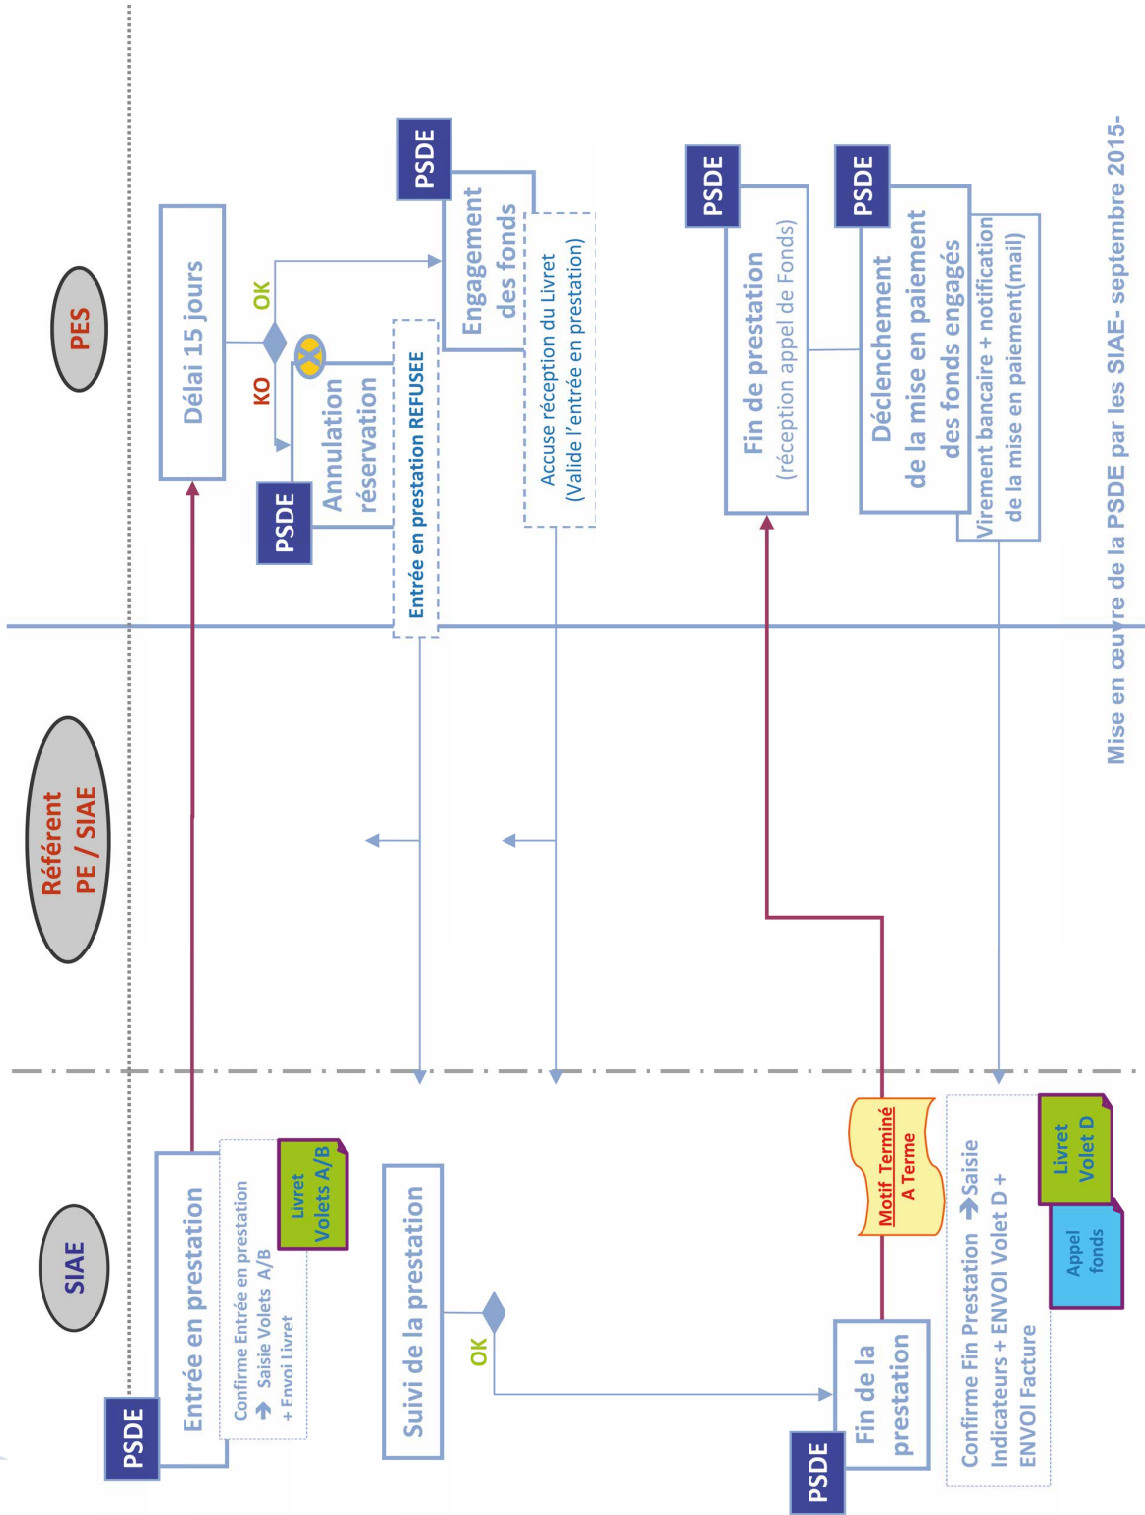 SIAE
Référent
PE / SIAE
PES
PSDE
Entrée en prestation
Confirme Entrée en prestation
➔ Saisie Volets A/B
+ Envoi Livret
Livret
Volets A/B
Délai 15 jours
KO
OK
PSDE
Annulation
réservation
X
Entrée en prestation REFUSEE
PSDE
Engagement
des fonds
Accuse réception du Livret
(Valide l'entrée en prestation)
Suivi de la prestation
OK
PSDE
Fin de la
prestation
Motif Terminé
A Terme
Confirme Fin Prestation ➔Saisie
Indicateurs + ENVOI Volet D +
ENVOI Facture
Appel
fonds
Livret
Volet D
PSDE
Fin de prestation
(réception appel de Fonds)
PSDE
Déclenchement
de la mise en paiement
des fonds engagés
Virement bancaire + notification
de la mise en paiement(mail)
Mise en œuvre de la PSDE par les SIAE- septembre 2015-